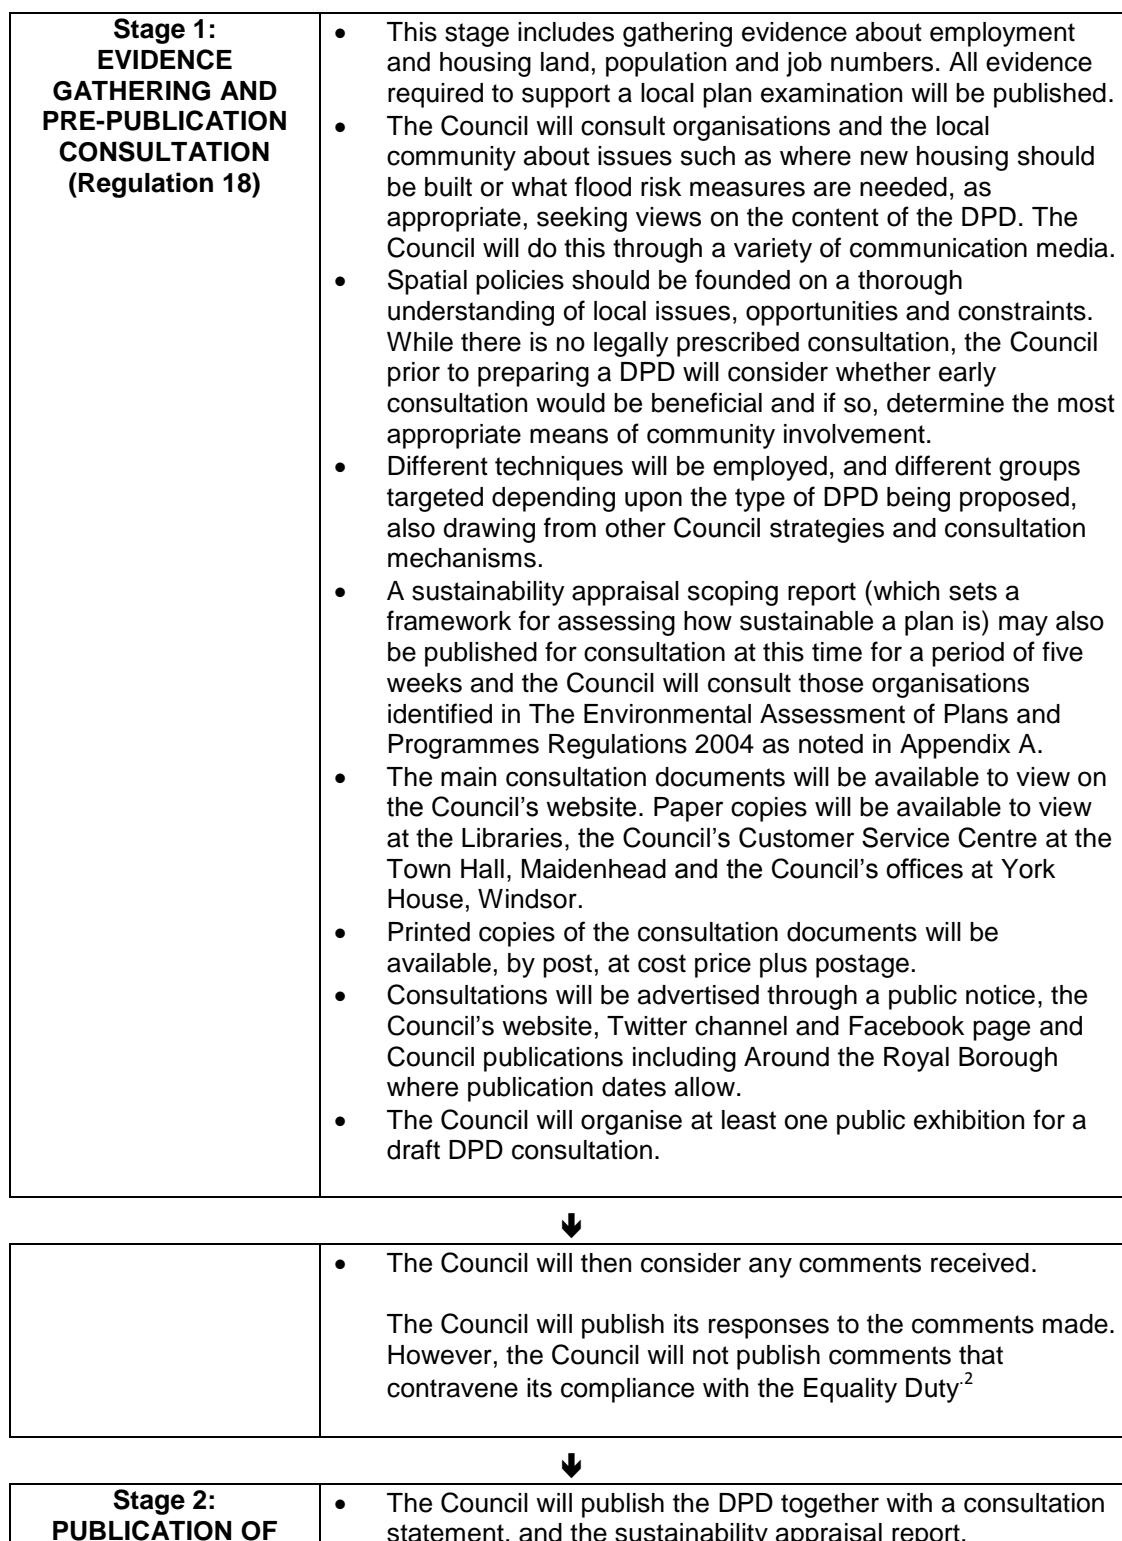 Stage 1:
EVIDENCE
GATHERING AND
PRE-PUBLICATION
CONSULTATION
(Regulation 18)
• This stage includes gathering evidence about employment
and housing land, population and job numbers. All evidence
required to support a local plan examination will be published.
• The Council will consult organisations and the local
community about issues such as where new housing should
be built or what flood risk measures are needed, as
appropriate, seeking views on the content of the DPD. The
Council will do this through a variety of communication media.
• Spatial policies should be founded on a thorough
understanding of local issues, opportunities and constraints.
While there is no legally prescribed consultation, the Council
prior to preparing a DPD will consider whether early
consultation would be beneficial and if so, determine the most
appropriate means of community involvement.
• Different techniques will be employed, and different groups
targeted depending upon the type of DPD being proposed,
also drawing from other Council strategies and consultation
mechanisms.
• A sustainability appraisal scoping report (which sets a
framework for assessing how sustainable a plan is) may also
be published for consultation at this time for a period of five
weeks and the Council will consult those organisations
identified in The Environmental Assessment of Plans and
Programmes Regulations 2004 as noted in Appendix A.
• The main consultation documents will be available to view on
the Council’s website. Paper copies will be available to view
at the Libraries, the Council’s Customer Service Centre at the
Town Hall, Maidenhead and the Council’s offices at York
House, Windsor.
• Printed copies of the consultation documents will be
available, by post, at cost price plus postage.
• Consultations will be advertised through a public notice, the
Council’s website, Twitter channel and Facebook page and
Council publications including Around the Royal Borough
where publication dates allow.
• The Council will organise at least one public exhibition for a
draft DPD consultation.
• The Council will then consider any comments received.
The Council will publish its responses to the comments made.
However, the Council will not publish comments that
contravene its compliance with the Equality Duty.2
Stage 2:
PUBLICATION OF
• The Council will publish the DPD together with a consultation
statement, and the sustainability appraisal report.